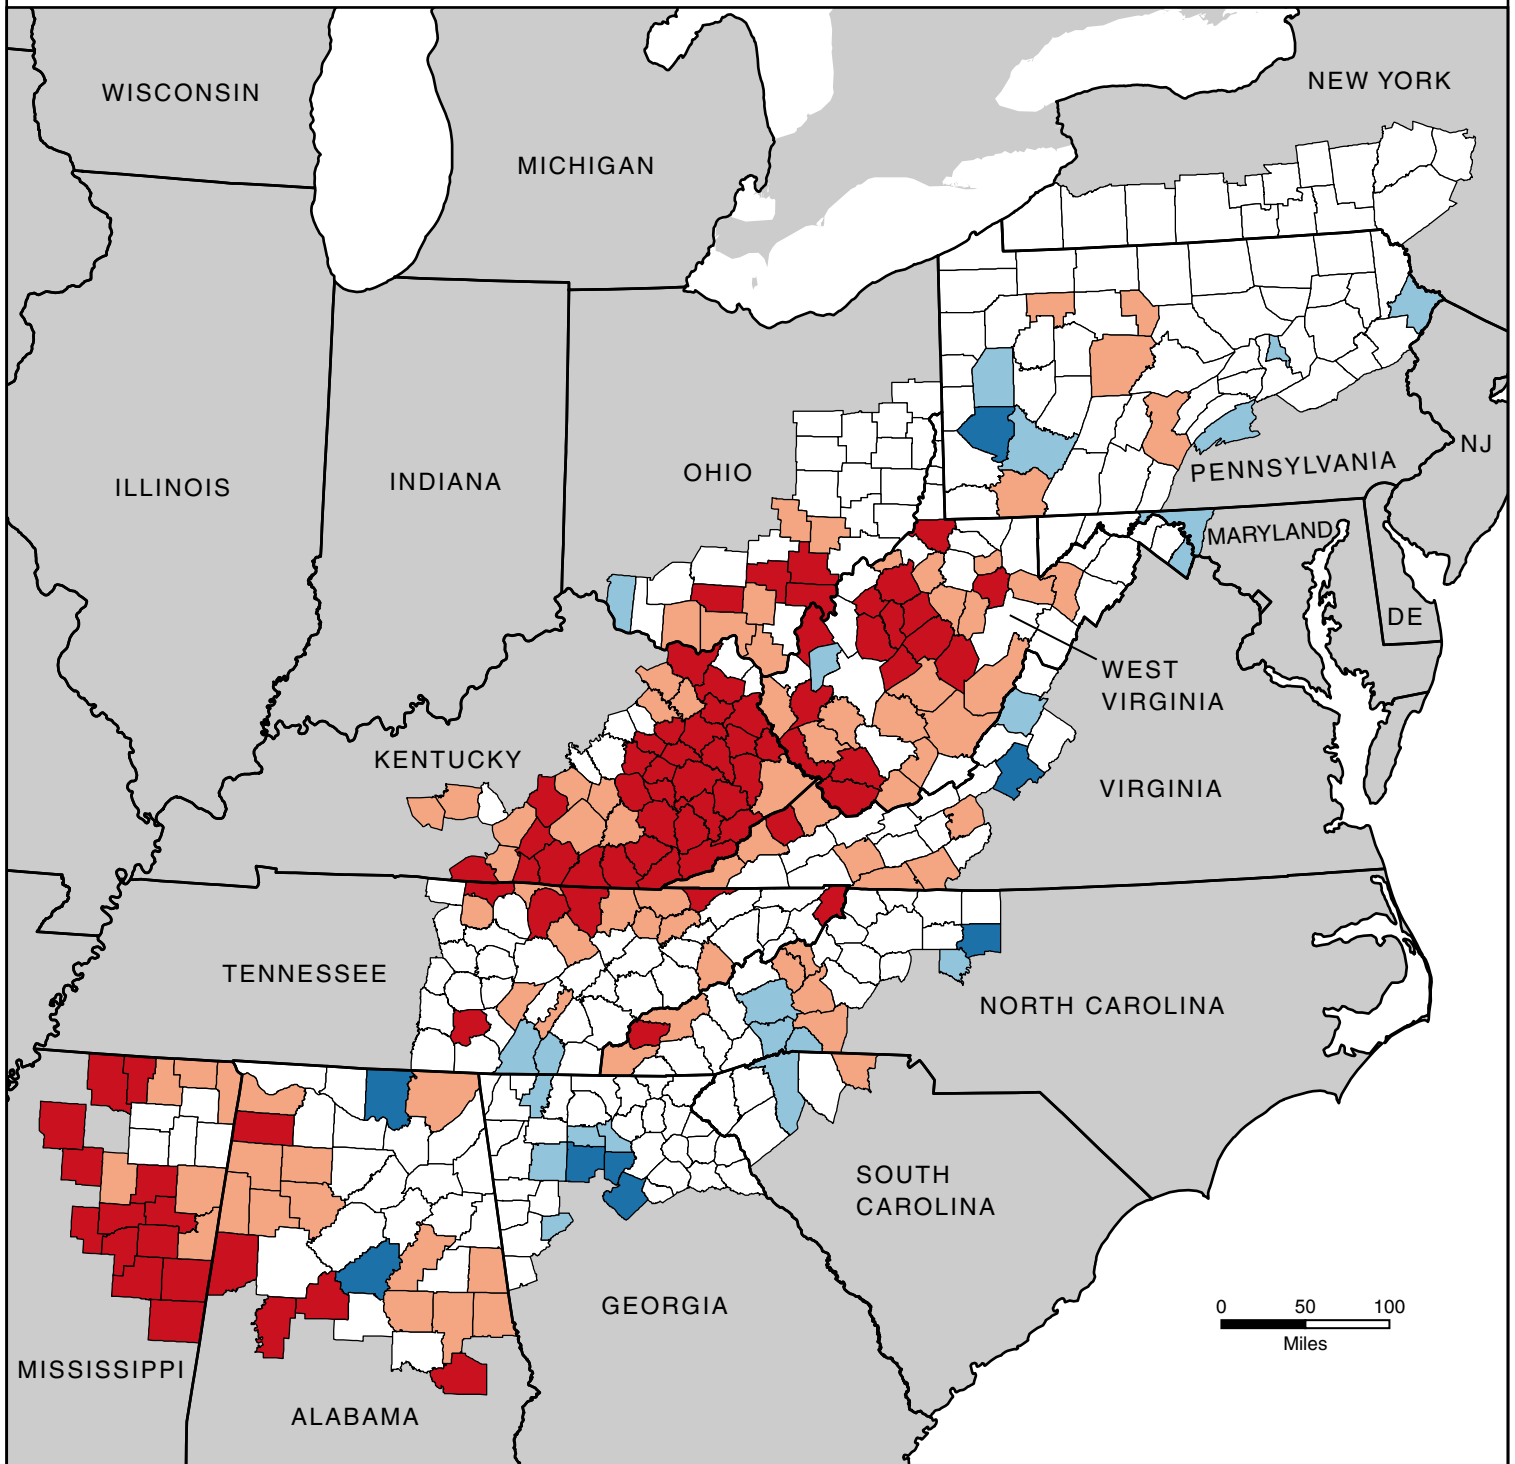 WISCONSIN
NEW YORK
MICHIGAN
ILLINOIS
INDIANA
OHIO
PENNSYLVANIA
NJ
MARYLAND
DE
WEST
VIRGINIA
KENTUCKY
VIRGINIA
TENNESSEE
NORTH CAROLINA
SOUTH
CAROLINA
GEORGIA
0 50 100
Miles
MISSISSIPPI
ALABAMA